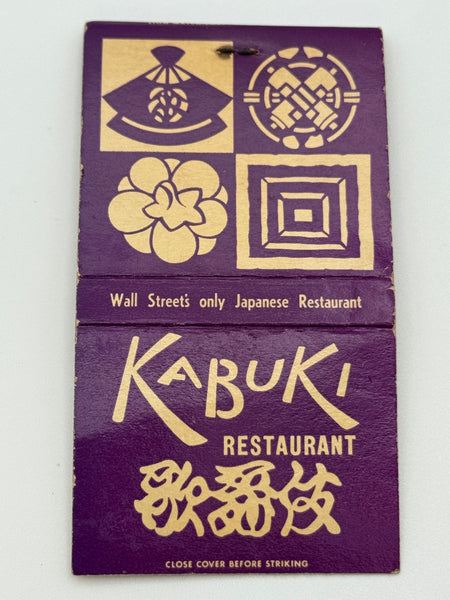 Wall Street's only Japanese Restaurant
KABUKI
RESTAURANT
歌舞伎
CLOSE COVER BEFORE STRIKING